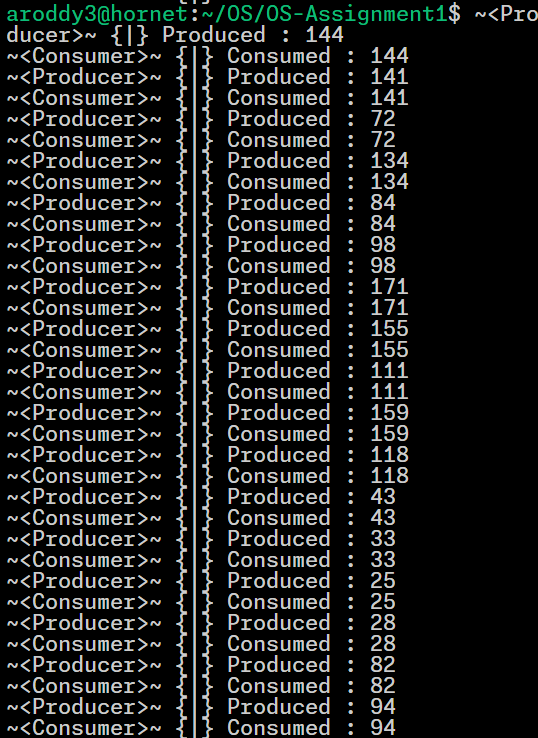 aroddy3@hornet:~/OS/OS-Assignment1$ ~<Pro
ducer>~ {|} Produced : 144
~<Consumer>~ {|} Consumed : 144
~<Producer>~ {|} Produced : 141
~<Consumer>~ {|} Consumed : 141
~<Producer>~ {|} Produced : 72
~<Consumer>~ {|} Consumed : 72
~<Producer>~ {|} Produced : 134
~<Consumer>~ {|} Consumed : 134
~<Producer>~ {|} Produced : 84
~<Consumer>~ {|} Consumed : 84
~<Producer>~ {|} Produced : 98
~<Consumer>~ {|} Consumed : 98
~<Producer>~ {|} Produced : 171
~<Consumer>~ {|} Consumed : 171
~<Producer>~ {|} Produced : 155
~<Consumer>~ {|} Consumed : 155
~<Producer>~ {|} Produced : 111
~<Consumer>~ {|} Consumed : 111
~<Producer>~ {|} Produced : 159
~<Consumer>~ {|} Consumed : 159
~<Producer>~ {|} Produced : 118
~<Consumer>~ {|} Consumed : 118
~<Producer>~ {|} Produced : 43
~<Consumer>~ {|} Consumed : 43
~<Producer>~ {|} Produced : 33
~<Consumer>~ {|} Consumed : 33
~<Producer>~ {|} Produced : 25
~<Consumer>~ {|} Consumed : 25
~<Producer>~ {|} Produced : 28
~<Consumer>~ {|} Consumed : 28
~<Producer>~ {|} Produced : 82
~<Consumer>~ {|} Consumed : 82
~<Producer>~ {|} Produced : 94
~<Consumer>~ {|} Consumed : 94